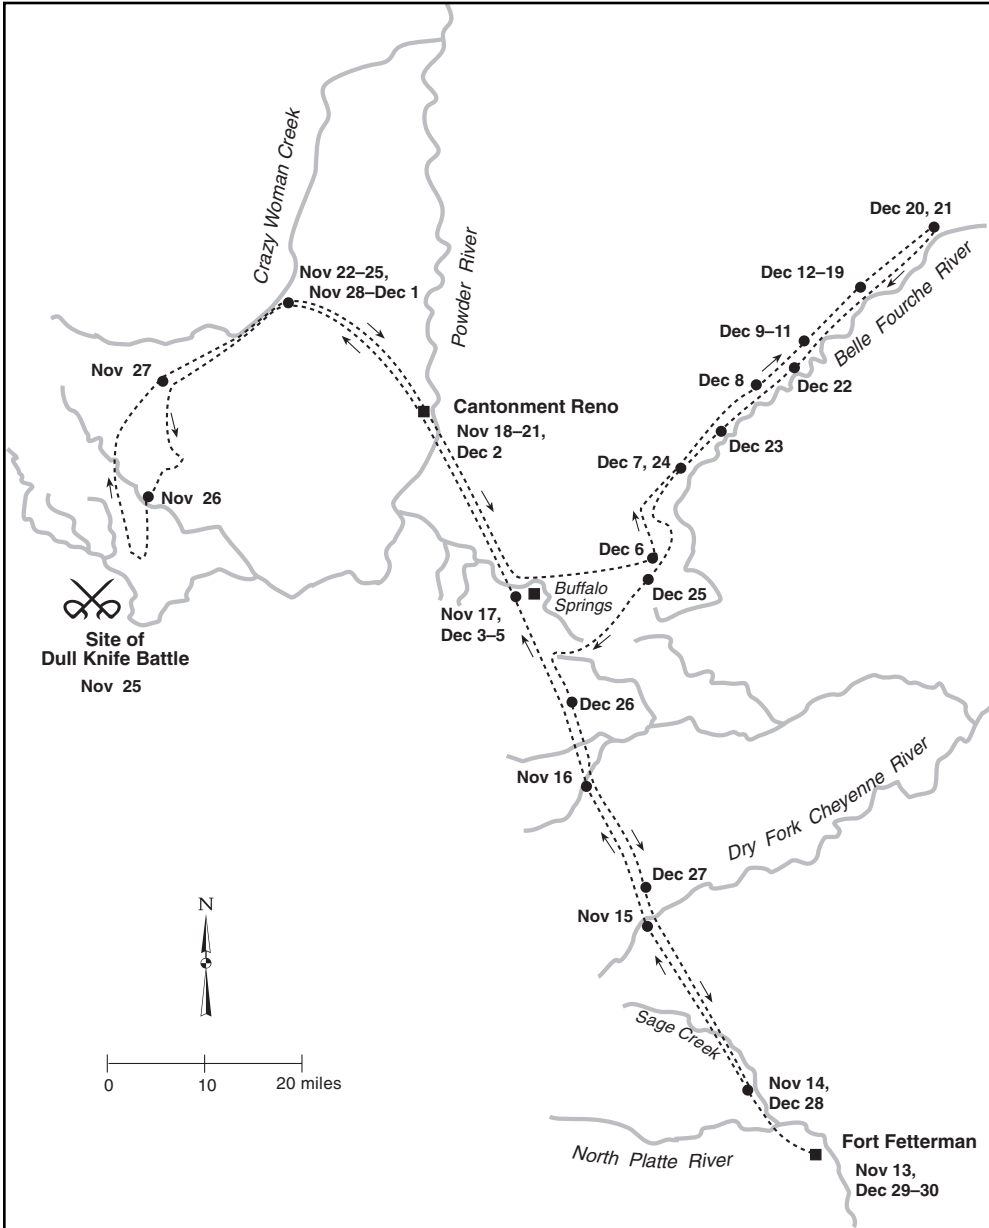 Dec 20, 21
Crazy Woman Creek
Powder River
Belle Fourche River
Nov 22–25,
Nov 28–Dec 1
Dec 12–19
Dec 9–11
Nov 27
Dec 8
Dec 22
Cantonment Reno
Nov 18–21,
Dec 2
Dec 23
Dec 7, 24
Nov 26
Dec 6
Buffalo
Springs
Dec 25
Nov 17,
Dec 3–5
Site of
Dull Knife Battle
Nov 25
Dec 26
Nov 16
Dry Fork Cheyenne River
Dec 27
Nov 15
N
Sage Creek
0 10 20 miles
Nov 14,
Dec 28
Fort Fetterman
North Platte River
Nov 13,
Dec 29–30